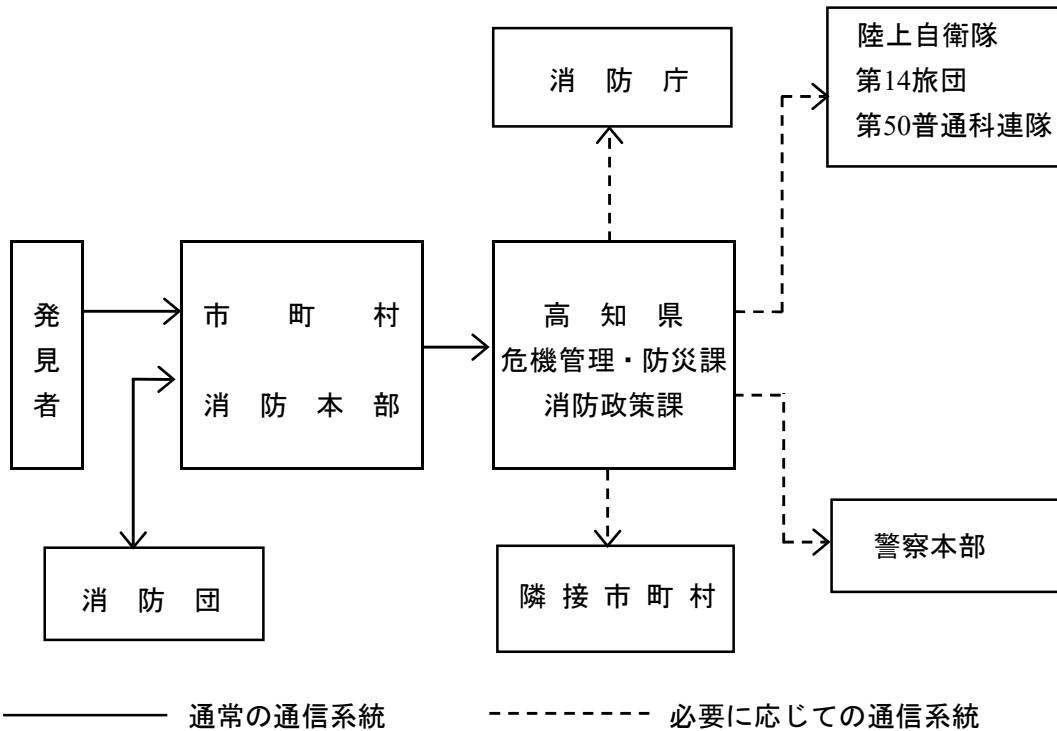 消防庁
陸上自衛隊
第14旅団
第50普通科連隊
発見者
市町村
消防本部
高知県
危機管理・防災課
消防政策課
消防団
隣接市町村
警察本部
通常の通信系統
必要に応じての通信系統